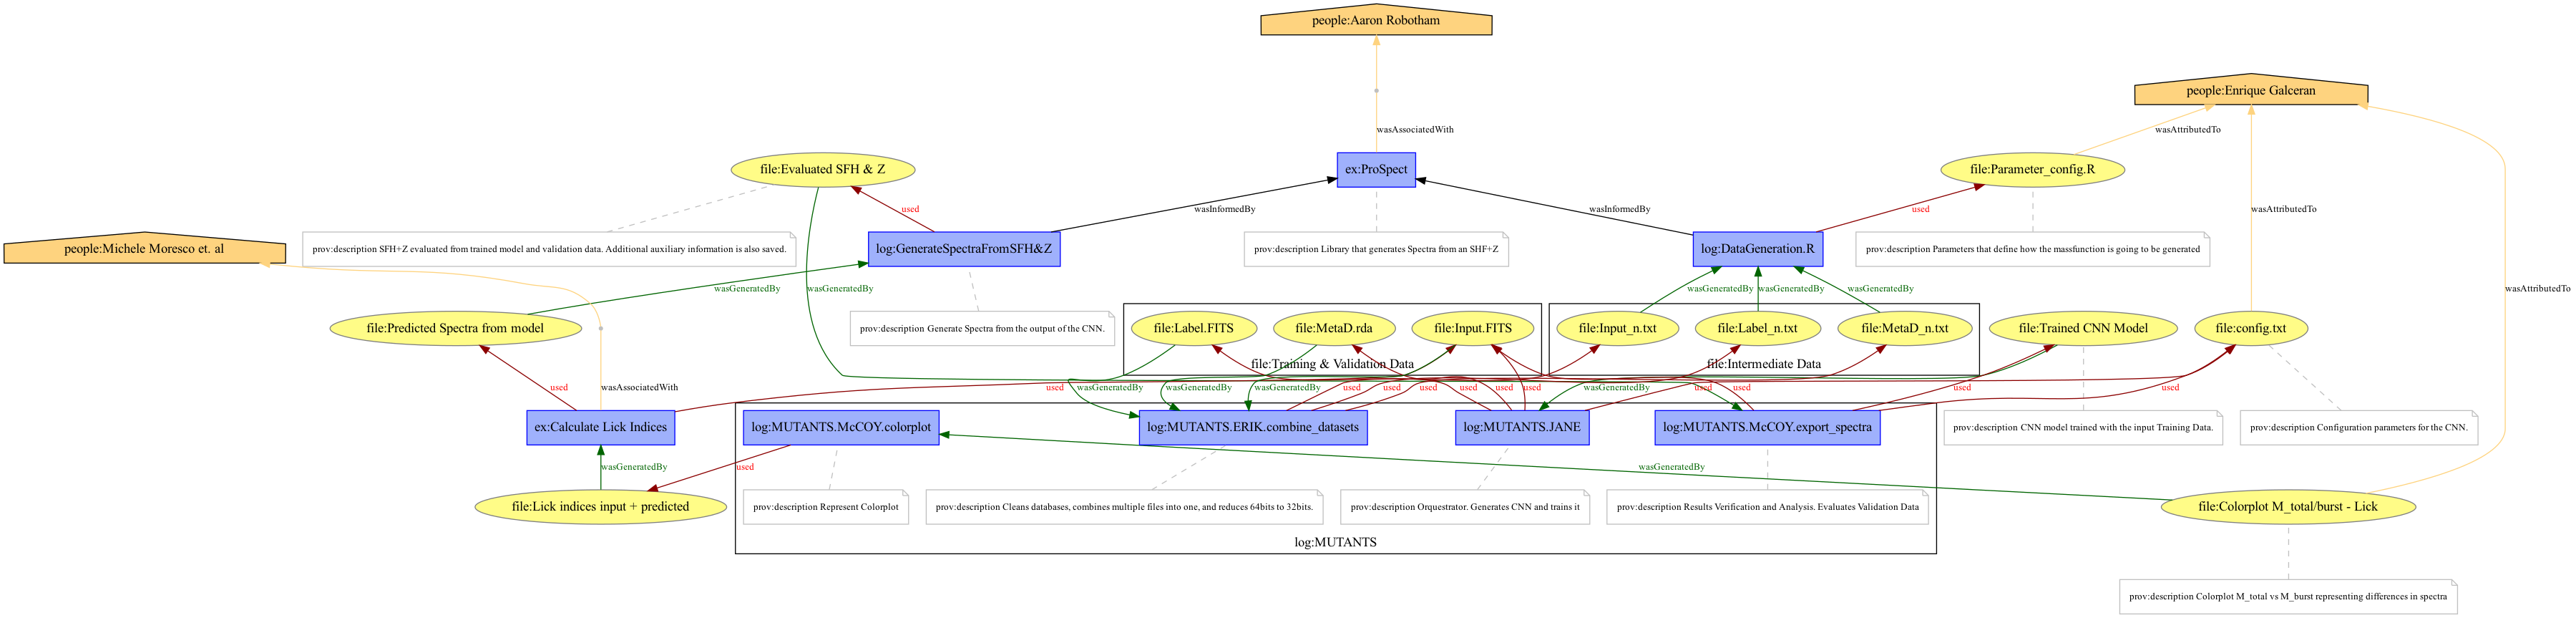 people:Aaron Robotham
people:Enrique Galceran
wasAssociatedWith
wasAttributedTo
file:Evaluated SFH & Z
ex:ProSpect
file:Parameter_config.R
used
wasInformedBy
wasInformedBy
used
wasAttributedTo
people:Michele Moresco et. al
prov:description SFH+Z evaluated from trained model and validation data. Additional auxiliary information is also saved.
log:GenerateSpectraFromSFH&Z
prov:description Library that generates Spectra from an SHF+Z
log:DataGeneration.R
prov:description Parameters that define how the massfunction is going to be generated
wasGeneratedBy
wasGeneratedBy
wasGeneratedBy
wasGeneratedBy
wasGeneratedBy
wasAttributedTo
file:Predicted Spectra from model
prov:description Generate Spectra from the output of the CNN.
file:Label.FITS
file:MetaD.rda
file:Input.FITS
file:Input_n.txt
file:Label_n.txt
file:MetaD_n.txt
file:Trained CNN Model
file:config.txt
file:Training & Validation Data
file:Intermediate Data
used
wasAssociatedWith
used
wasGeneratedBy
wasGeneratedBy
wasGeneratedBy
used
used
used
used
used
used
wasGeneratedBy
used
used
used
used
ex:Calculate Lick Indices
log:MUTANTS.McCOY.colorplot
log:MUTANTS.ERIK.combine_datasets
log:MUTANTS.JANE
log:MUTANTS.McCOY.export_spectra
prov:description CNN model trained with the input Training Data.
prov:description Configuration parameters for the CNN.
wasGeneratedBy
used
wasGeneratedBy
file:Lick indices input + predicted
prov:description Represent Colorplot
prov:description Cleans databases, combines multiple files into one, and reduces 64bits to 32bits.
prov:description Orquestrator. Generates CNN and trains it
prov:description Results Verification and Analysis. Evaluates Validation Data
file:Colorplot M_total/burst - Lick
log:MUTANTS
prov:description Colorplot M_total vs M_burst representing differences in spectra